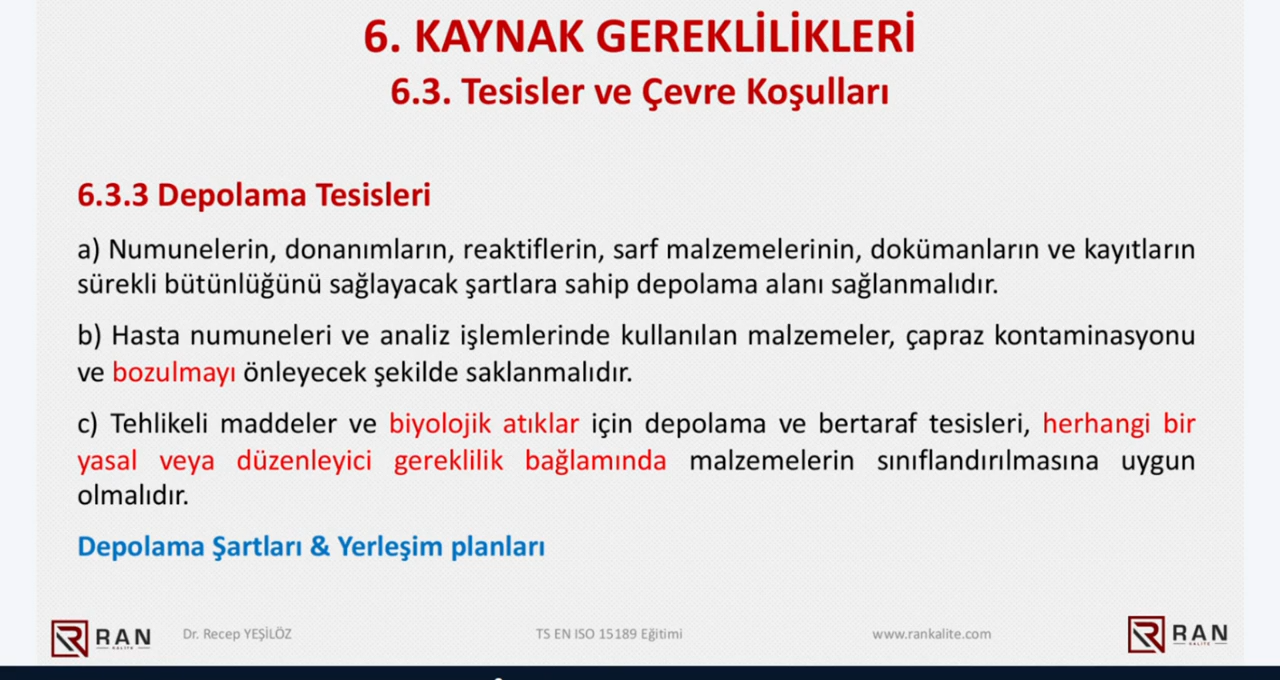 6. KAYNAK GEREKLİLİKLERİ
6.3. Tesisler ve Çevre Koşulları
6.3.3 Depolama Tesisleri
a) Numunelerin, donanımların, reaktiflerin, sarf malzemelerinin, dokümanların ve kayıtların
sürekli bütünlüğünü sağlayacak şartlara sahip depolama alanı sağlanmalıdır.
b) Hasta numuneleri ve analiz işlemlerinde kullanılan malzemeler, çapraz kontaminasyonu
ve bozulmayı önleyecek şekilde saklanmalıdır.
c) Tehlikeli maddeler ve biyolojik atıklar için depolama ve bertaraf tesisleri, herhangi bir
yasal veya düzenleyici gereklilik bağlamında malzemelerin sınıflandırılmasına uygun
olmalıdır.
Depolama Şartları & Yerleşim planları
RAN
KALİTE
Dr. Recep YEŞİLÖZ
TS EN ISO 15189 Eğitimi
www.rankalite.com
RAN
KALİTE